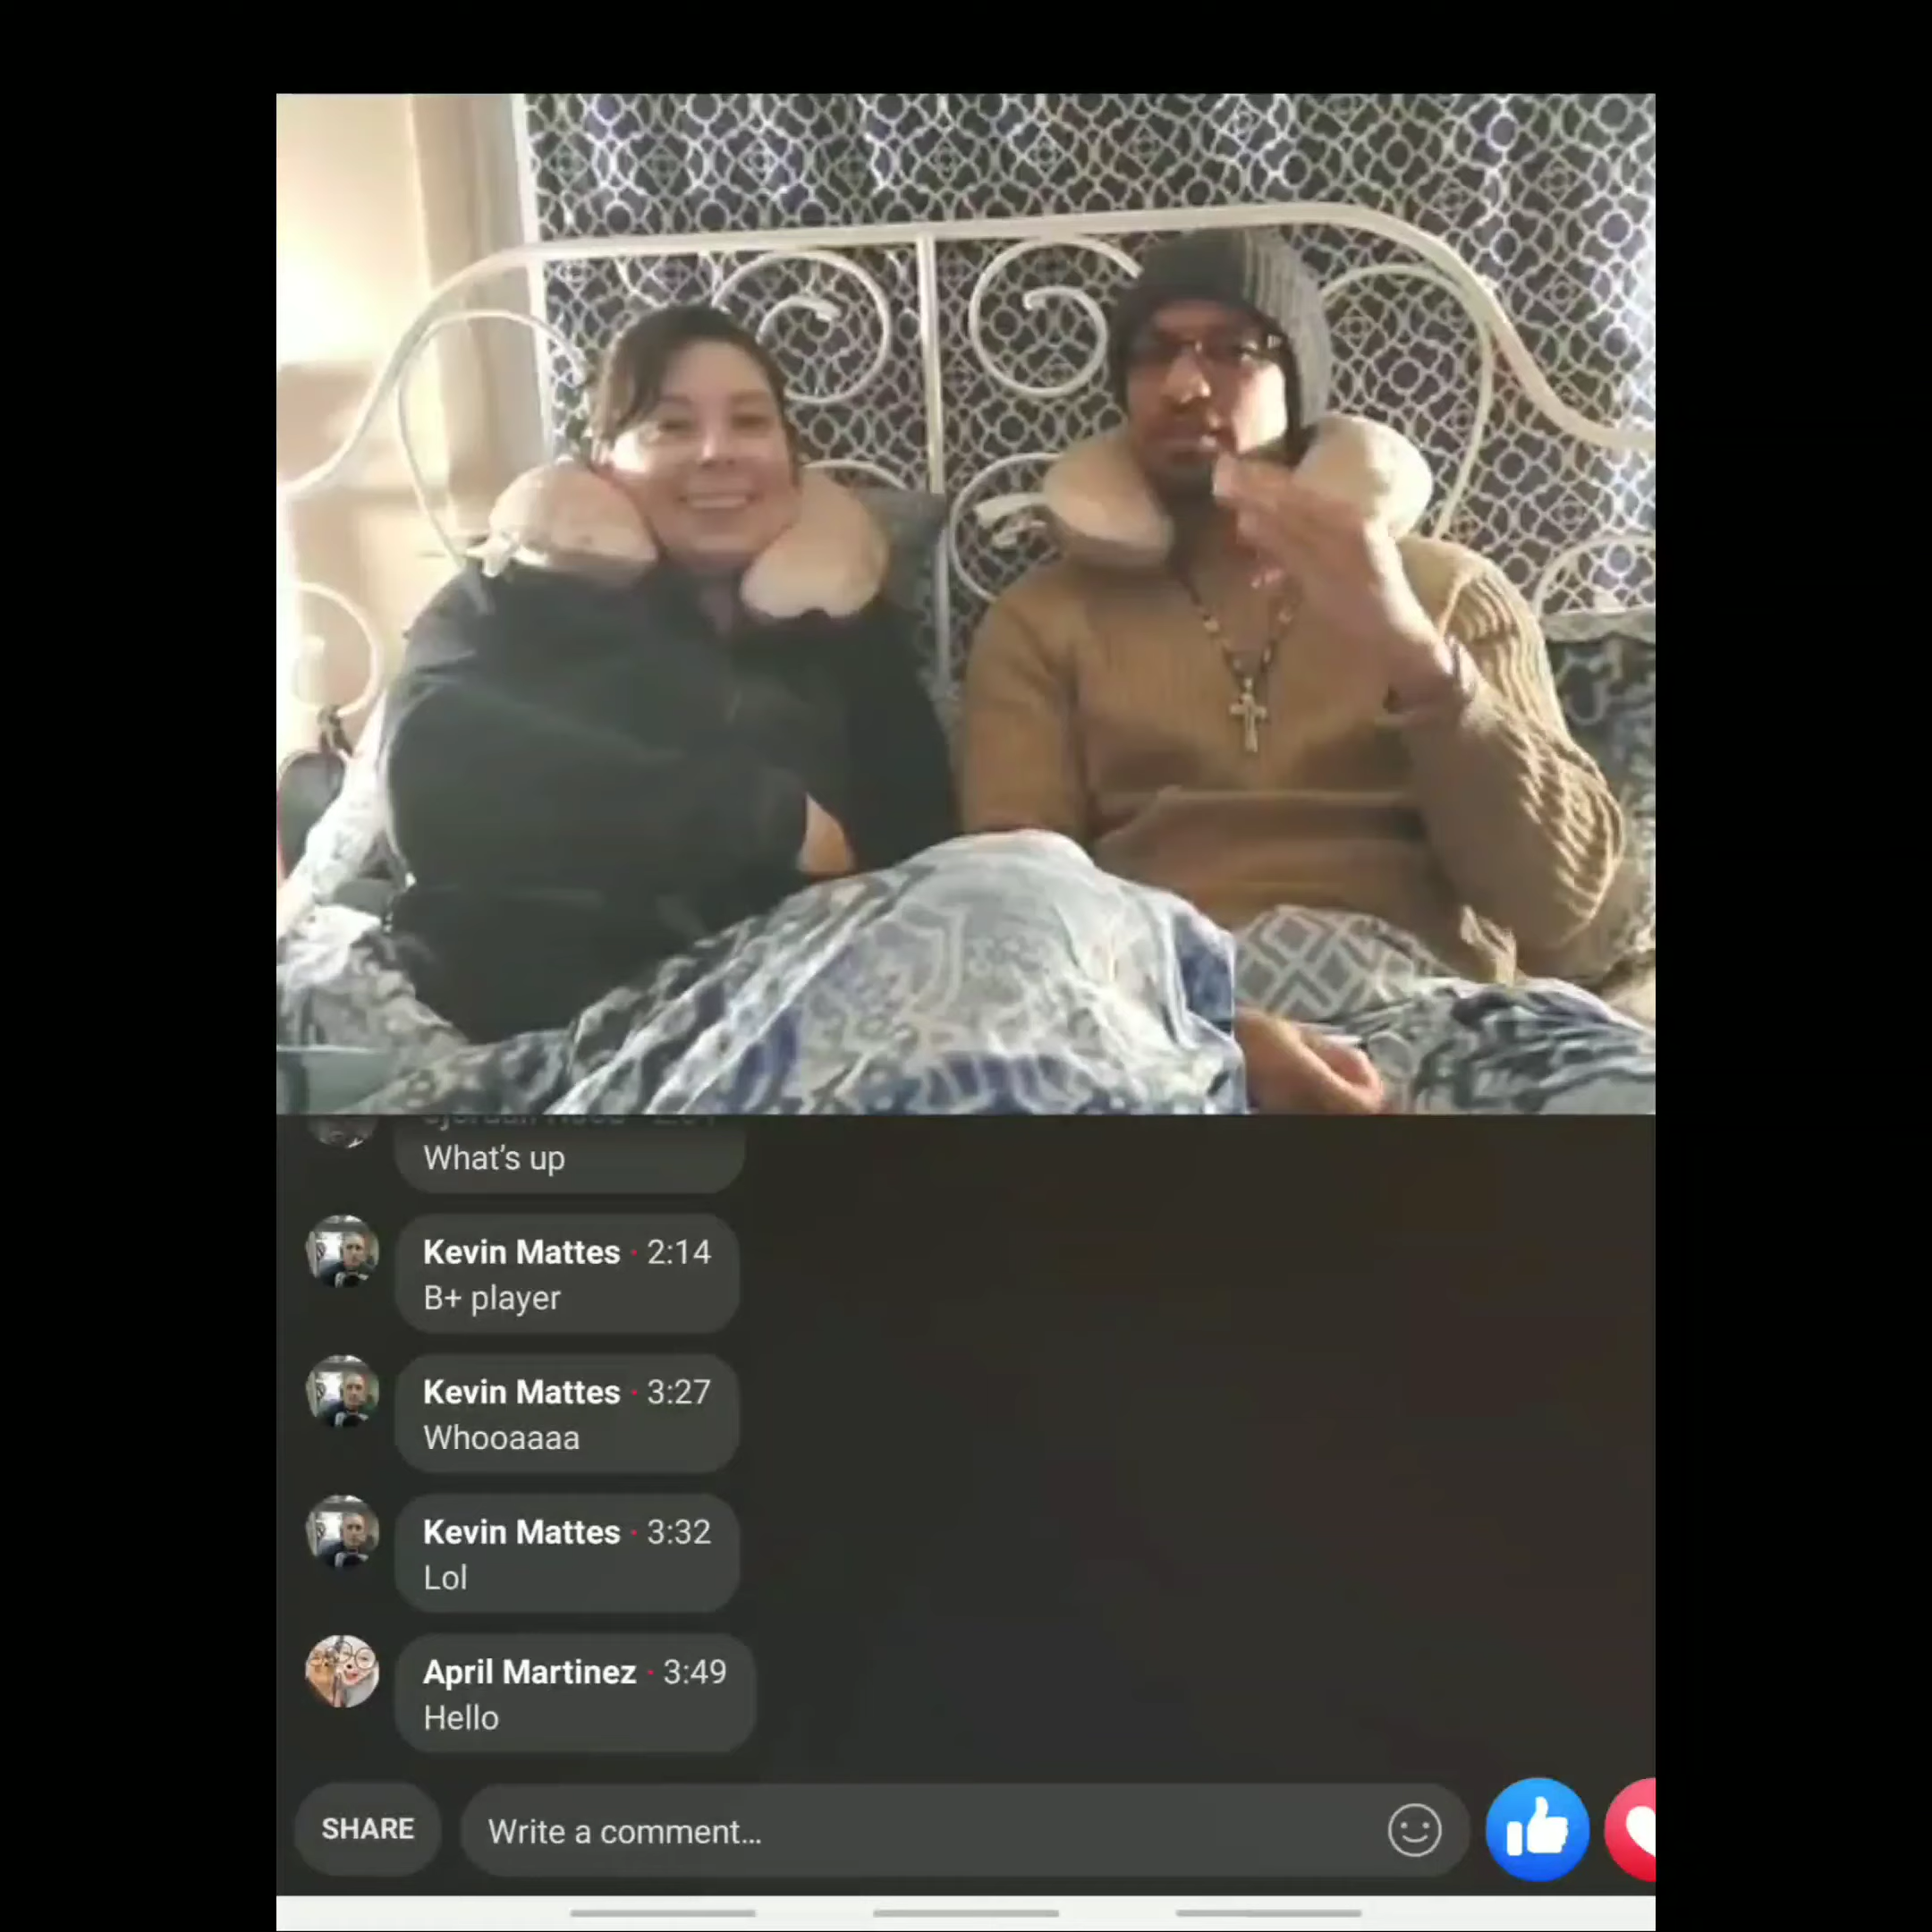 What's up
Kevin Mattes · 2:14
B+ player
Kevin Mattes · 3:27
Whooaaaa
Kevin Mattes · 3:32
Lol
April Martinez · 3:49
Hello
SHARE
Write a comment...